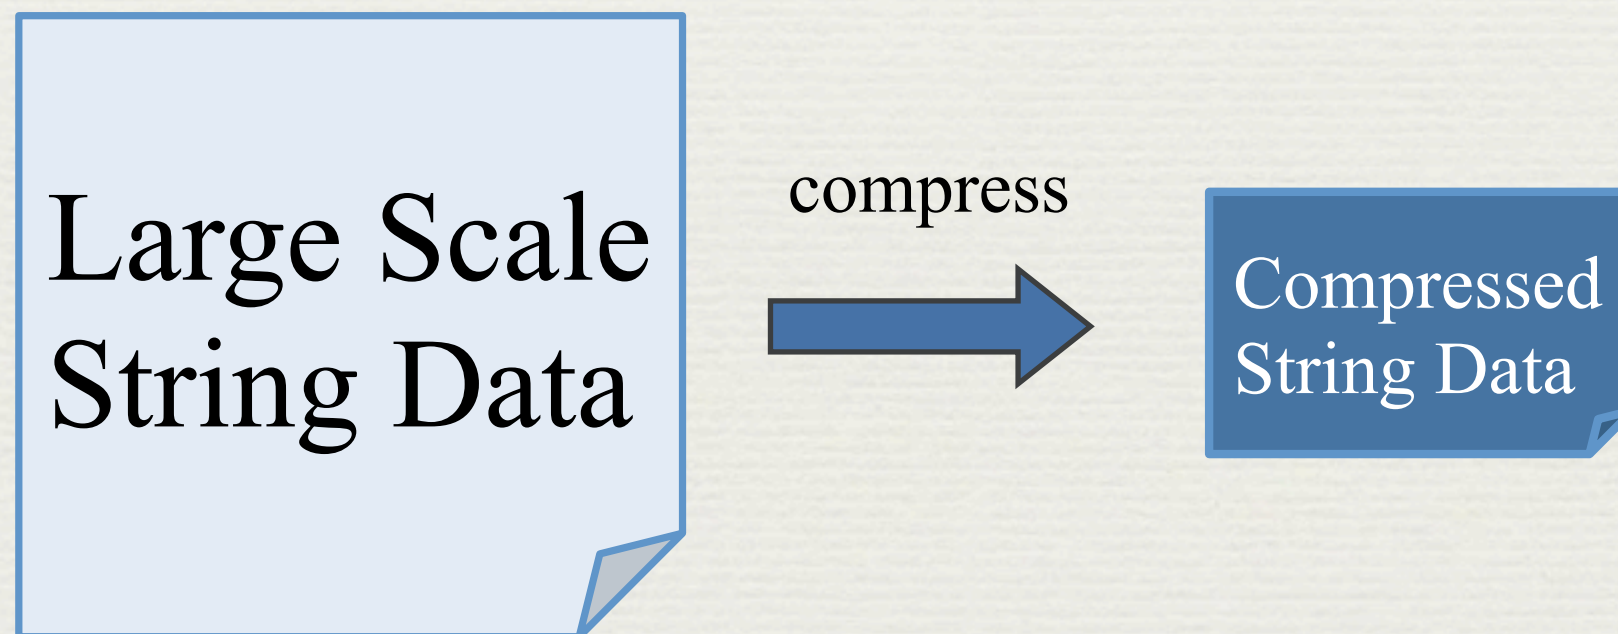 Large Scale
String Data
compress
Compressed
String Data